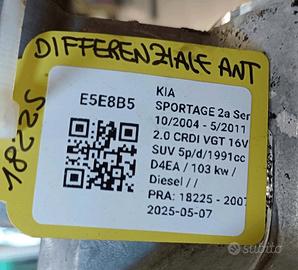 DIFFERENZIALE ANT
18225
E5E8B5
KIA
SPORTAGE 2a Ser
10/2004 - 5/2011
2.0 CRDI VGT 16V
SUV 5p/d/1991cc
D4EA / 103 kw /
Diesel / /
PRA: 18225 - 2007
2025-05-07
subito